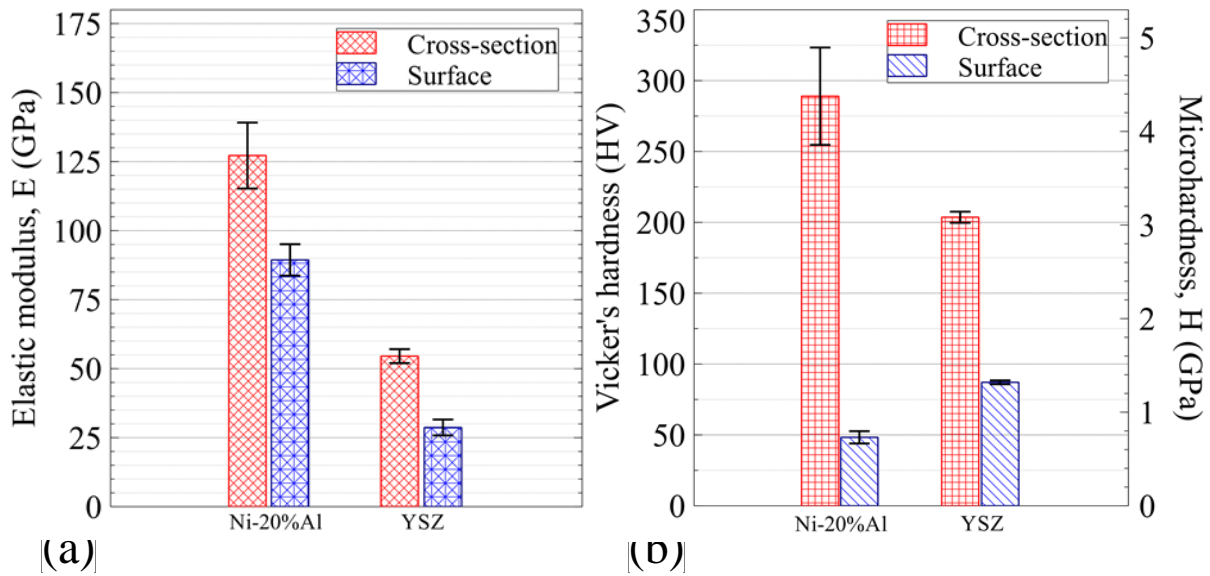 Elastic modulus, E (GPa)
175
150
125
100
75
50
25
0
Cross-section
Surface
Ni-20%Al
YSZ
(a)
Vicker's hardness (HV)
350
300
250
200
150
100
50
0
Cross-section
Surface
Ni-20%Al
YSZ
5
4
3
2
1
0
Microhardness, H (GPa)
(b)